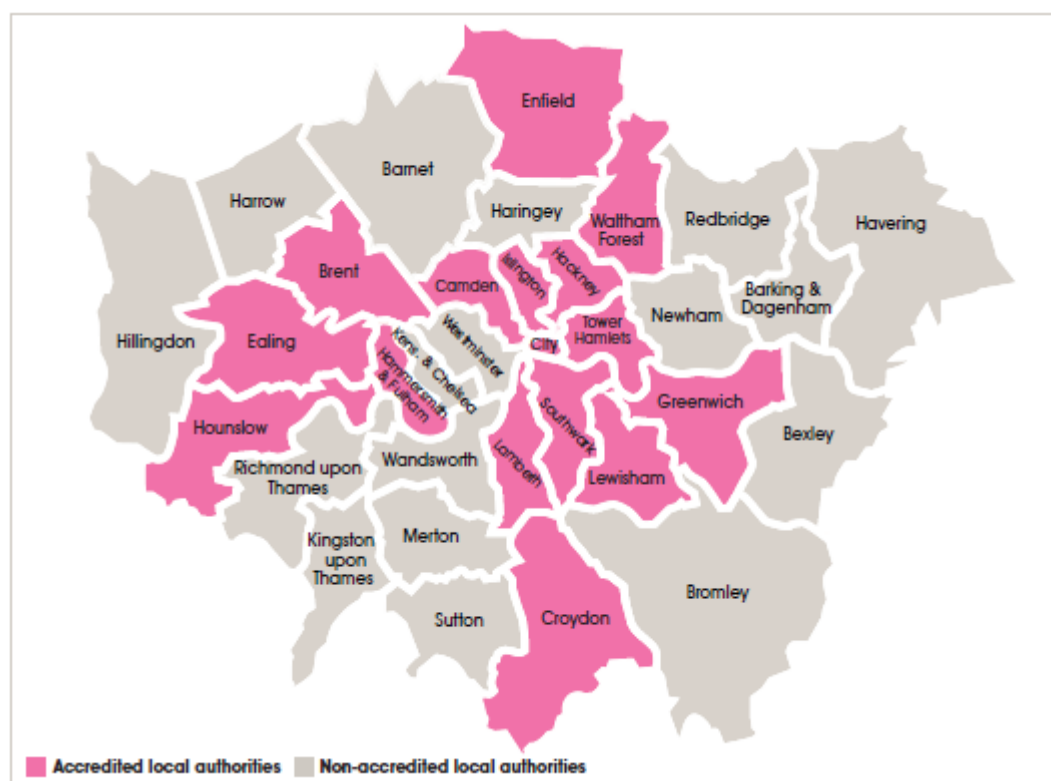 Enfield
Barnet
Harrow
Haringey
Waltham
Forest
Redbridge
Havering
Brent
Camden
Islington
Hackney
Barking &
Dagenham
Hillingdon
Ealing
Westminster
City
Tower
Hamlets
Newham
Kens. & Chelsea
Hammersmith
& Fulham
Hounslow
Greenwich
Southwark
Bexley
Richmond upon
Thames
Wandsworth
Lambeth
Lewisham
Kingston
upon
Thames
Merton
Bromley
Sutton
Croydon
Accredited local authorities Non-accredited local authorities